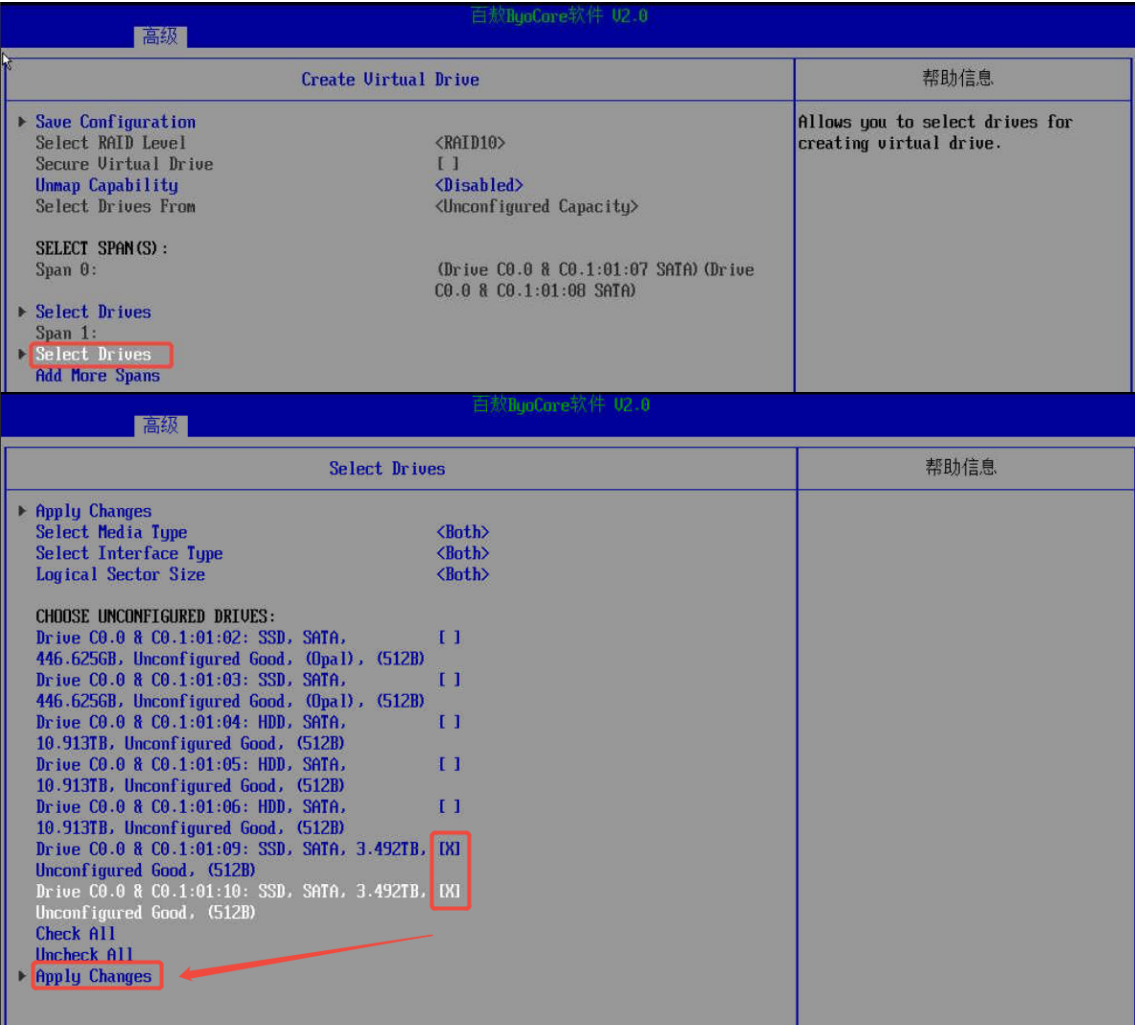 百敖ByoCore软件 V2.0
高级
Create Virtual Drive
帮助信息
Save Configuration
Select RAID Level <RAID10>
Secure Virtual Drive [ ]
Unmap Capability <Disabled>
Select Drives From <Unconfigured Capacity>
SELECT SPAN(S):
Span 0: (Drive C0.0 & C0.1:01:07 SATA)(Drive
C0.0 & C0.1:01:08 SATA)
Select Drives
Span 1:
Select Drives
Add More Spans
Allows you to select drives for
creating virtual drive.
百敖ByoCore软件 V2.0
高级
Select Drives
帮助信息
Apply Changes
Select Media Type <Both>
Select Interface Type <Both>
Logical Sector Size <Both>
CHOOSE UNCONFIGURED DRIVES:
Drive C0.0 & C0.1:01:02: SSD, SATA, [ ]
446.625GB, Unconfigured Good, (Opal), (512B)
Drive C0.0 & C0.1:01:03: SSD, SATA, [ ]
446.625GB, Unconfigured Good, (Opal), (512B)
Drive C0.0 & C0.1:01:04: HDD, SATA, [ ]
10.913TB, Unconfigured Good, (512B)
Drive C0.0 & C0.1:01:05: HDD, SATA, [ ]
10.913TB, Unconfigured Good, (512B)
Drive C0.0 & C0.1:01:06: HDD, SATA, [ ]
10.913TB, Unconfigured Good, (512B)
Drive C0.0 & C0.1:01:09: SSD, SATA, 3.492TB, [X]
Unconfigured Good, (512B)
Drive C0.0 & C0.1:01:10: SSD, SATA, 3.492TB, [X]
Unconfigured Good, (512B)
Check All
Uncheck All
Apply Changes